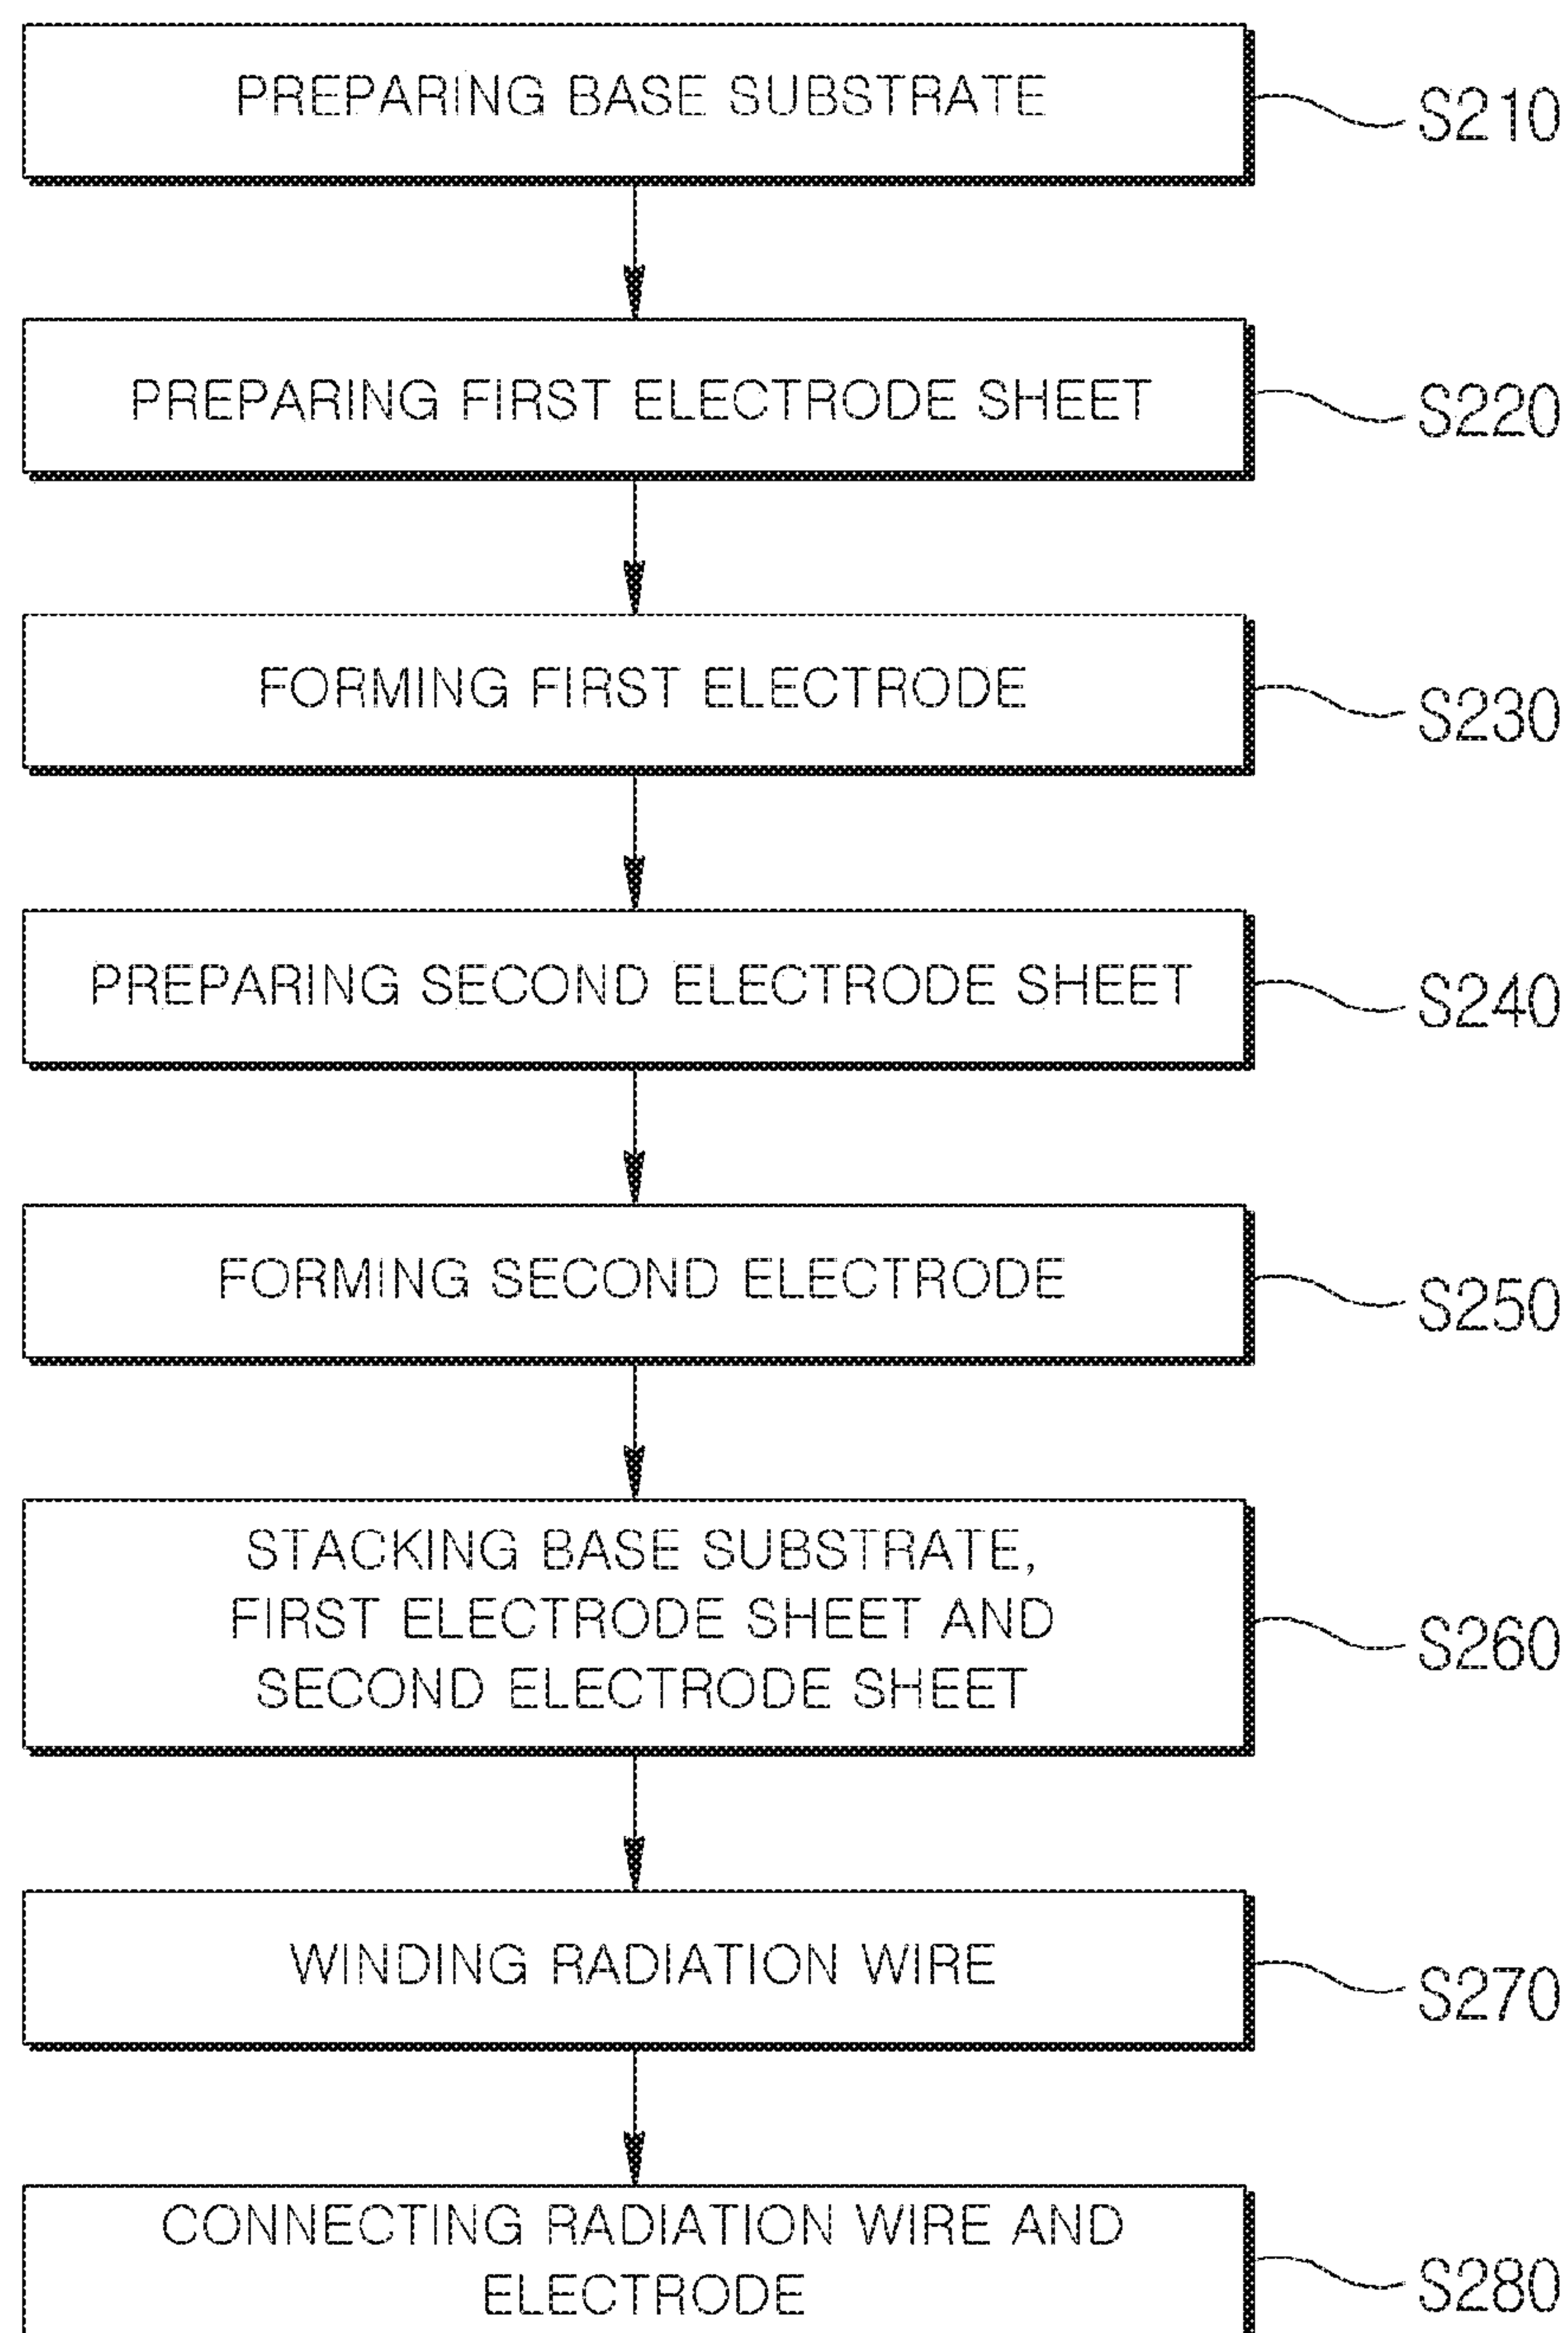 PREPARING BASE SUBSTRATE
S210
PREPARING FIRST ELECTRODE SHEET
S220
FORMING FIRST ELECTRODE
S230
PREPARING SECOND ELECTRODE SHEET
S240
FORMING SECOND ELECTRODE
S250
STACKING BASE SUBSTRATE,
FIRST ELECTRODE SHEET AND
SECOND ELECTRODE SHEET
S260
WINDING RADIATION WIRE
S270
CONNECTING RADIATION WIRE AND
ELECTRODE
S280